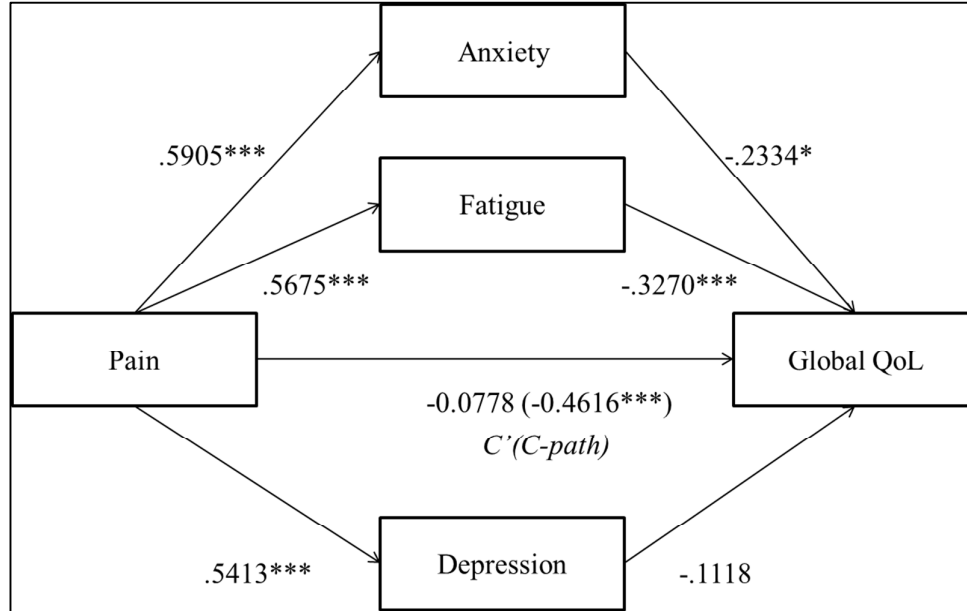 Anxiety
.5905***
-.2334*
Fatigue
.5675***
-.3270***
Pain
Global QoL
-0.0778 (-0.4616***)
C’(C-path)
Depression
.5413***
-.1118